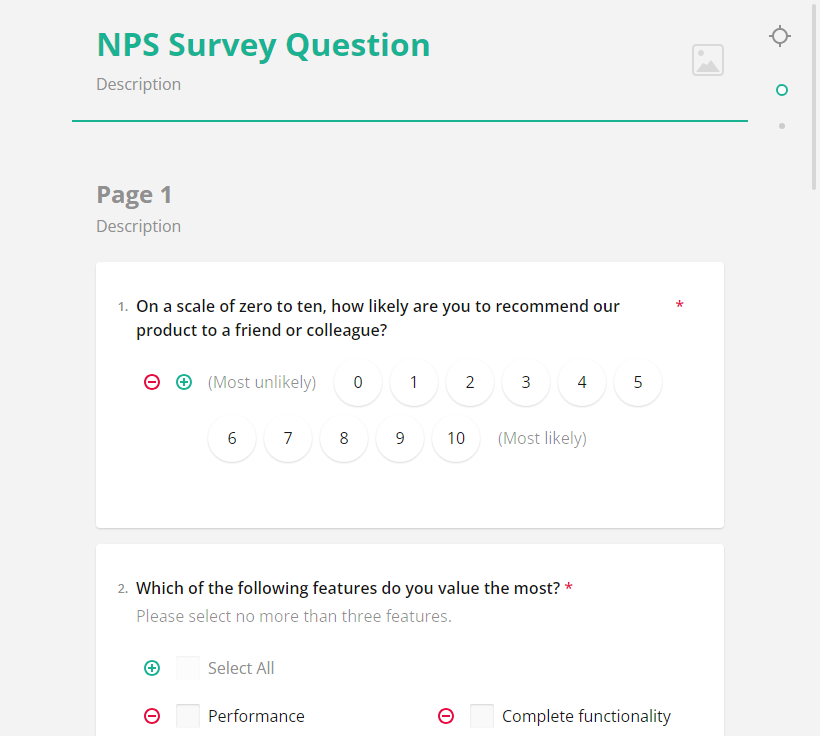 NPS Survey Question
Description
Page 1
Description
1. On a scale of zero to ten, how likely are you to recommend our *
product to a friend or colleague?
(Most unlikely) 0 1 2 3 4 5
6 7 8 9 10 (Most likely)
2. Which of the following features do you value the most? *
Please select no more than three features.
Select All
Performance Complete functionality